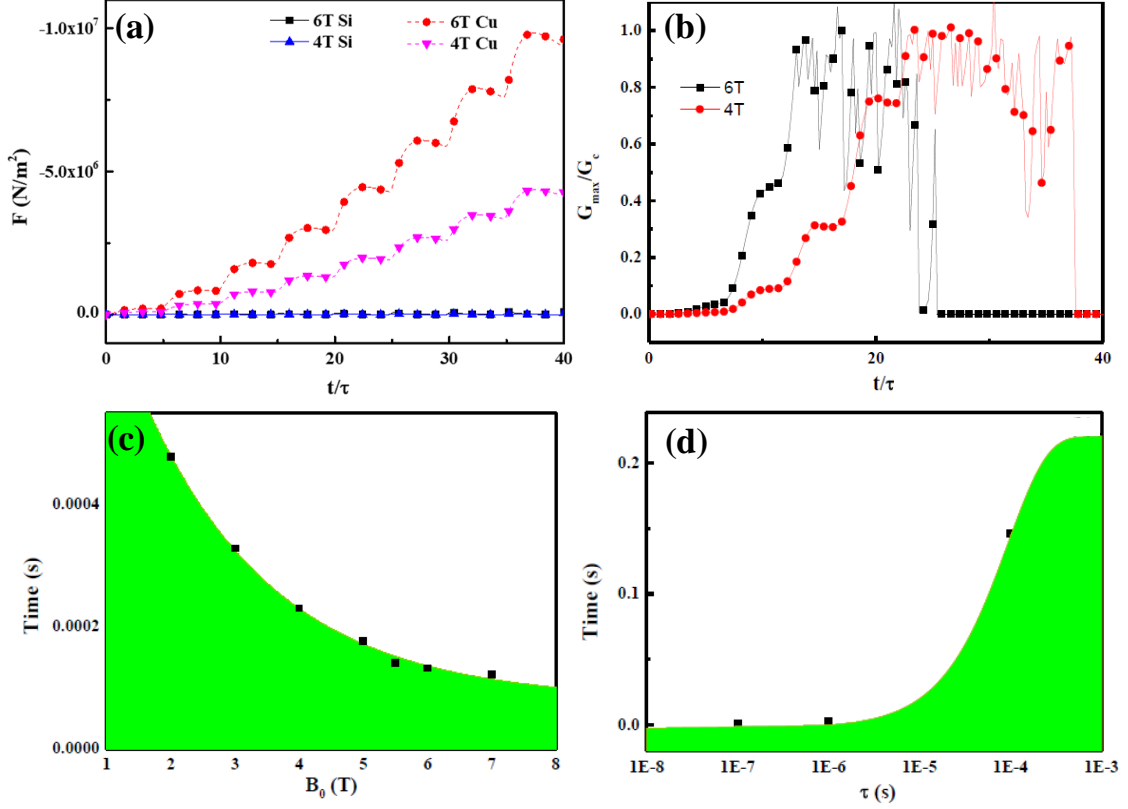 (a)
6T Si
4T Si
6T Cu
4T Cu
-1.0x10⁷
-5.0x10⁶
0.0
F (N/m²)
0 10 20 30 40
t/τ
(b)
6T
4T
1.0
0.8
0.6
0.4
0.2
0.0
G_max/G_c
0 20 40
t/τ
(c)
0.0004
0.0002
0.0000
Time (s)
1 2 3 4 5 6 7 8
B₀ (T)
(d)
0.2
0.1
0.0
Time (s)
1E-8 1E-7 1E-6 1E-5 1E-4 1E-3
τ (s)